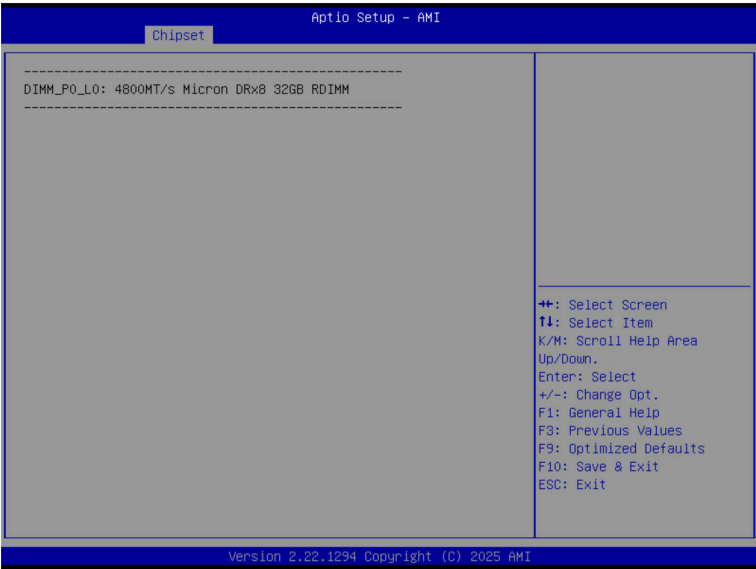 Aptio Setup – AMI
Chipset
--------------------------------------------------
DIMM_P0_L0: 4800MT/s Micron DRx8 32GB RDIMM
--------------------------------------------------
→←: Select Screen
↑↓: Select Item
K/M: Scroll Help Area
Up/Down.
Enter: Select
+/-: Change Opt.
F1: General Help
F3: Previous Values
F9: Optimized Defaults
F10: Save & Exit
ESC: Exit
Version 2.22.1294 Copyright (C) 2025 AMI